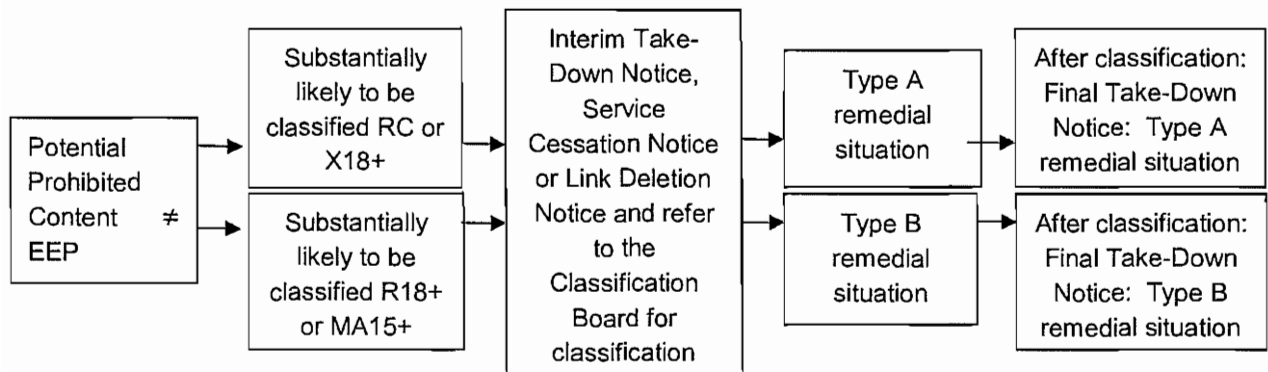 Potential
Prohibited
Content ≠
EEP
Substantially
likely to be
classified RC or
X18+
Substantially
likely to be
classified R18+
or MA15+
Interim Take-
Down Notice,
Service
Cessation Notice
or Link Deletion
Notice and refer
to the
Classification
Board for
classification
Type A
remedial
situation
Type B
remedial
situation
After classification:
Final Take-Down
Notice: Type A
remedial situation
After classification:
Final Take-Down
Notice: Type B
remedial situation